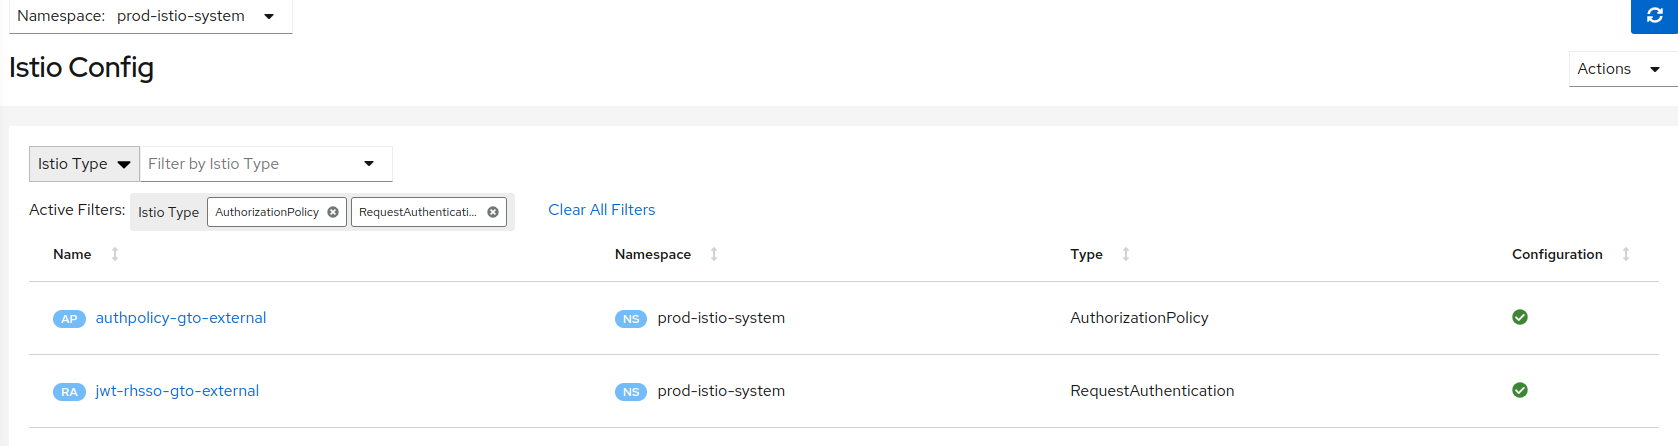 Namespace: prod-istio-system
Istio Config
Actions
Istio Type Filter by Istio Type
Active Filters: Istio Type AuthorizationPolicy RequestAuthenticati... Clear All Filters
Name Namespace Type Configuration
AP authpolicy-gto-external NS prod-istio-system AuthorizationPolicy
RA jwt-rhsso-gto-external NS prod-istio-system RequestAuthentication